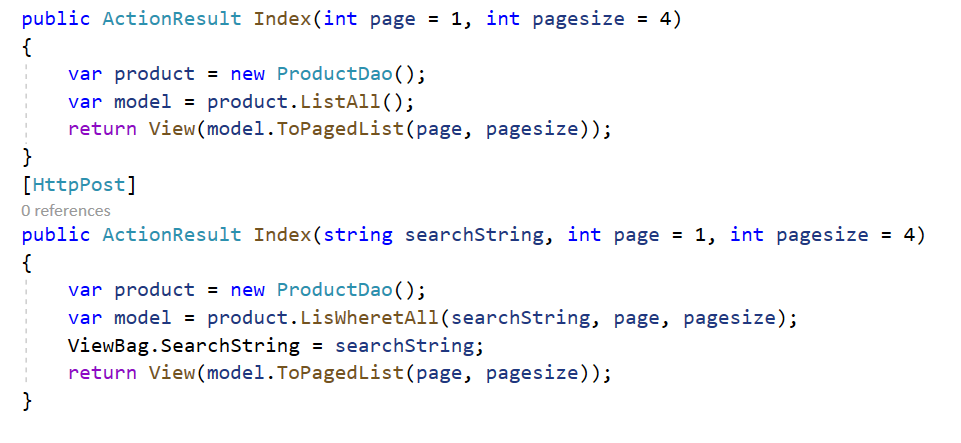 public ActionResult Index(int page = 1, int pagesize = 4)
{
    var product = new ProductDao();
    var model = product.ListAll();
    return View(model.ToPagedList(page, pagesize));
}
[HttpPost]
0 references
public ActionResult Index(string searchString, int page = 1, int pagesize = 4)
{
    var product = new ProductDao();
    var model = product.LisWheretAll(searchString, page, pagesize);
    ViewBag.SearchString = searchString;
    return View(model.ToPagedList(page, pagesize));
}